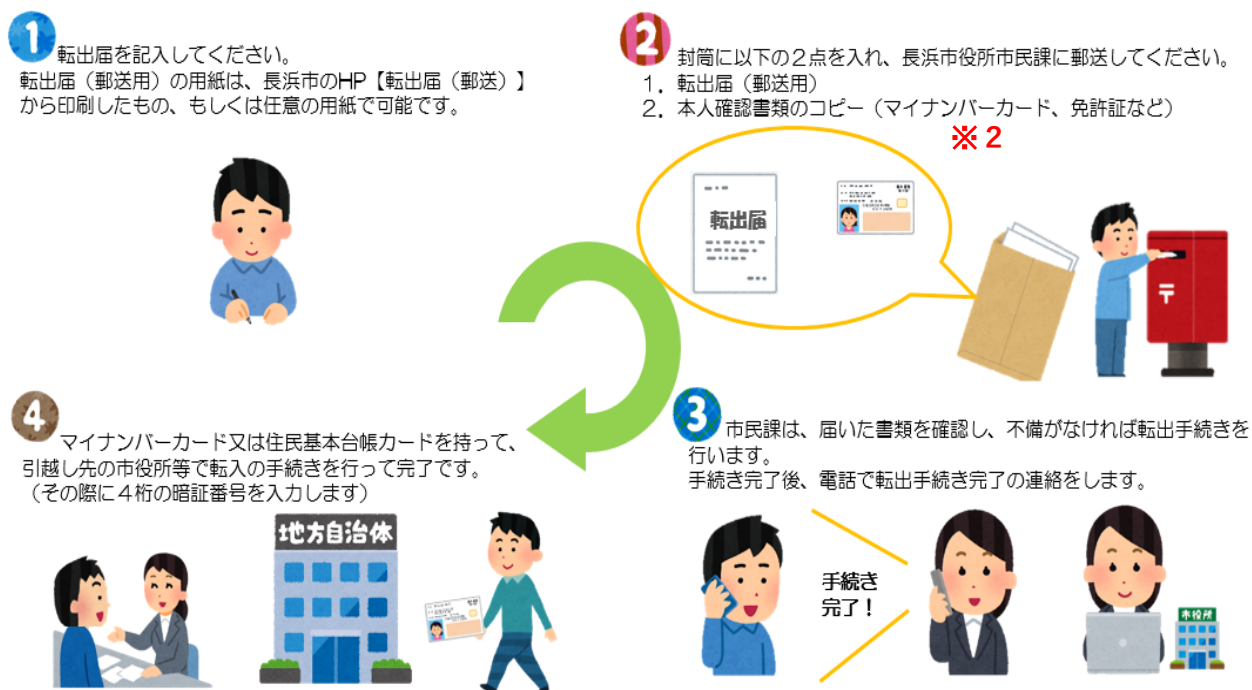 1
転出届を記入してください。
転出届（郵送用）の用紙は、長浜市のHP【転出届（郵送）】
から印刷したもの、もしくは任意の用紙で可能です。
2
封筒に以下の２点を入れ、長浜市役所市民課に郵送してください。
１．転出届（郵送用）
２．本人確認書類のコピー（マイナンバーカード、免許証など）
※２
転出届
〒
3
市民課は、届いた書類を確認し、不備がなければ転出手続きを
行います。
手続き完了後、電話で転出手続き完了の連絡をします。
手続き
完了！
市役所
4
マイナンバーカード又は住民基本台帳カードを持って、
引越し先の市役所等で転入の手続きを行って完了です。
（その際に４桁の暗証番号を入力します）
地方自治体